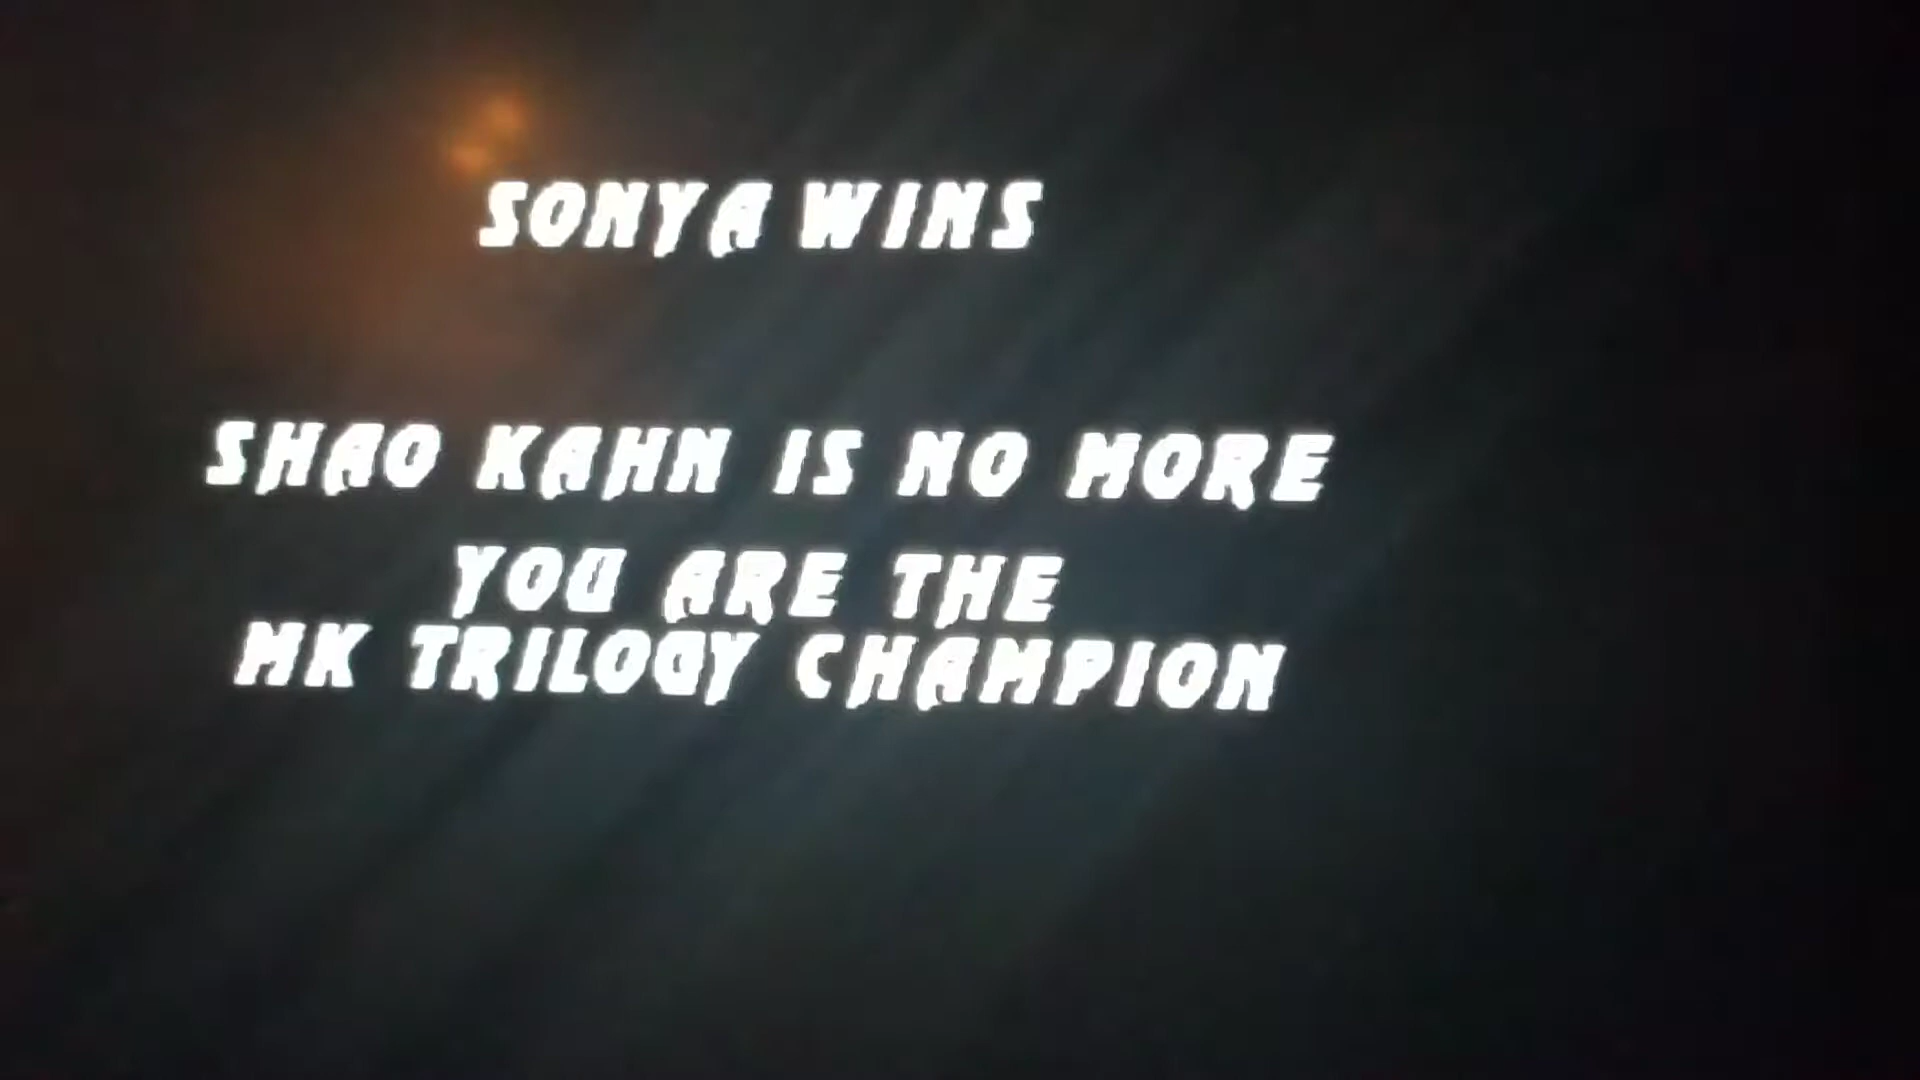 SONYA WINS
SHAO KAHN IS NO MORE
YOU ARE THE
MK TRILOGY CHAMPION